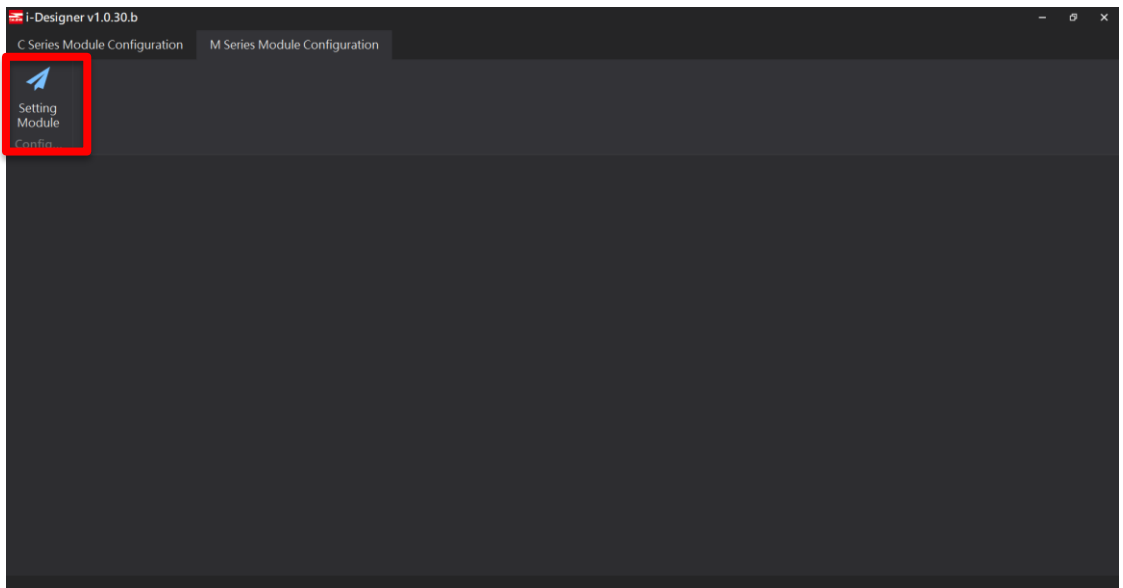 i-Designer v1.0.30.b
C Series Module Configuration M Series Module Configuration
Setting
Module
Config...